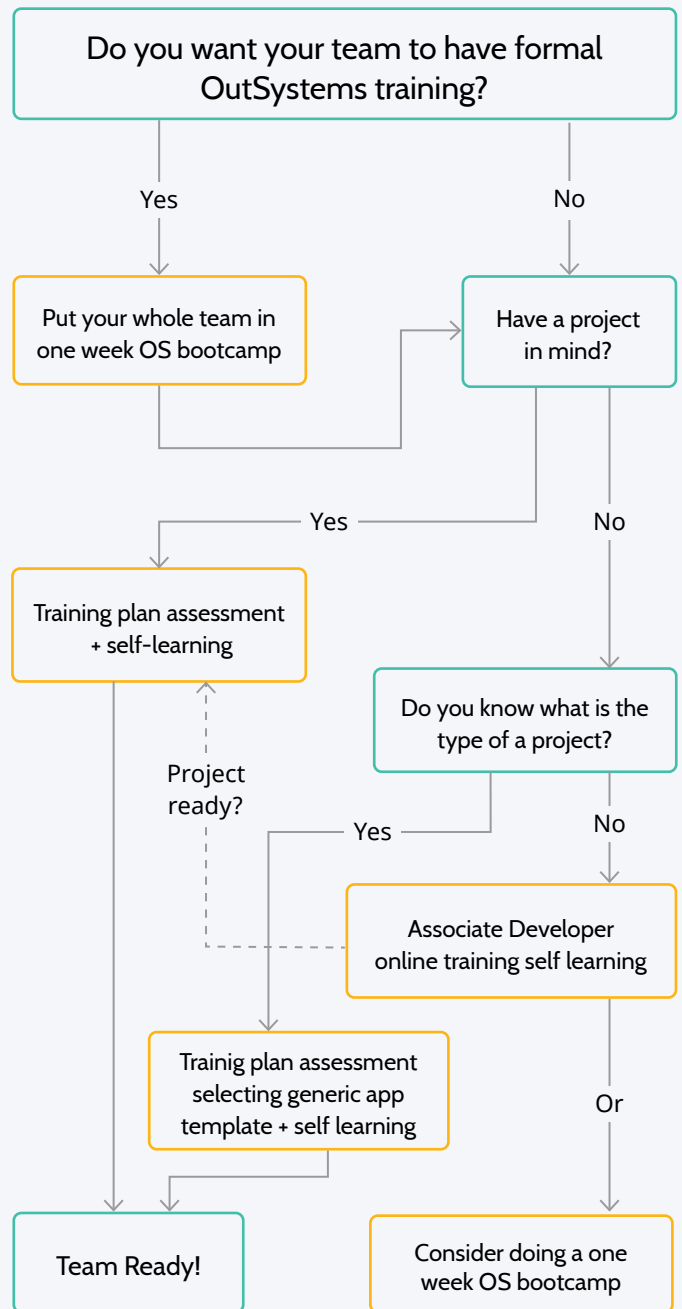 Do you want your team to have formal
OutSystems training?
Yes
No
Put your whole team in
one week OS bootcamp
Have a project
in mind?
Yes
No
Training plan assessment
+ self-learning
Do you know what is the
type of a project?
Project
ready?
Yes
No
Associate Developer
online training self learning
Trainig plan assessment
selecting generic app
template + self learning
Or
Team Ready!
Consider doing a one
week OS bootcamp